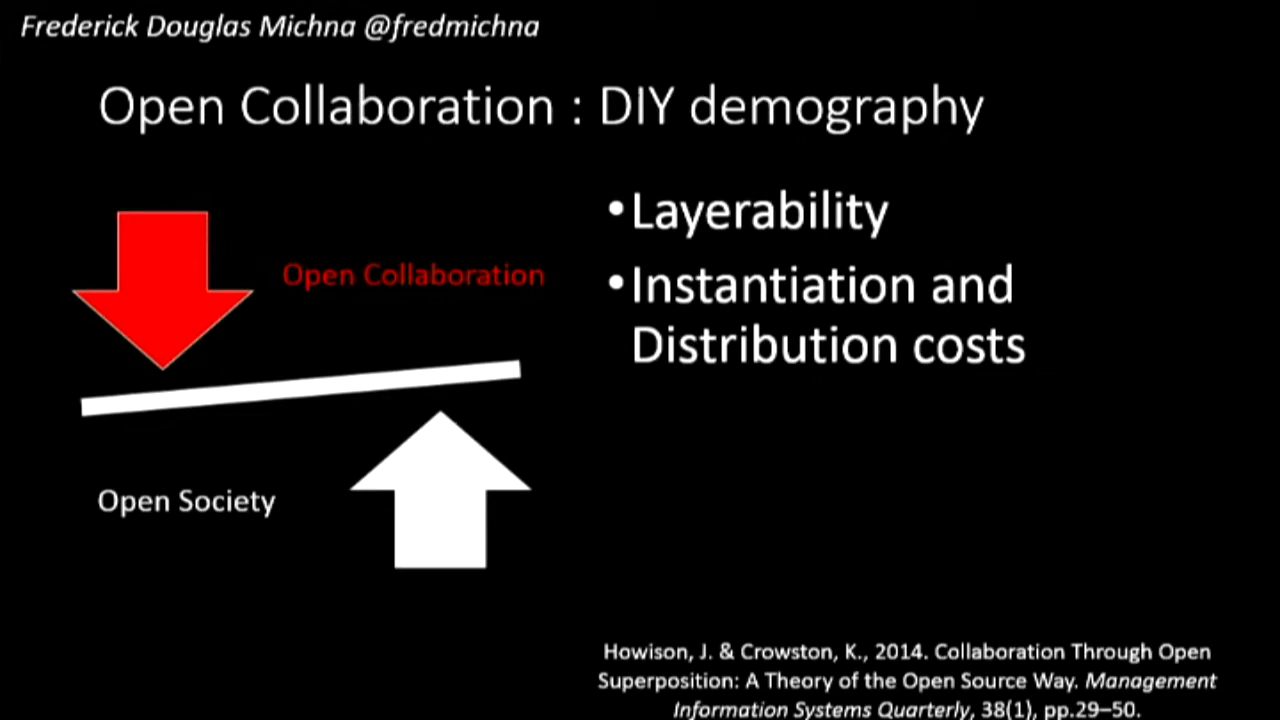 Frederick Douglas Michna @fredmichna
Open Collaboration : DIY demography
Open Collaboration
Open Society
•Layerability
•Instantiation and
Distribution costs
Howison, J. & Crowston, K., 2014. Collaboration Through Open
Superposition: A Theory of the Open Source Way. Management
Information Systems Quarterly, 38(1), pp.29–50.